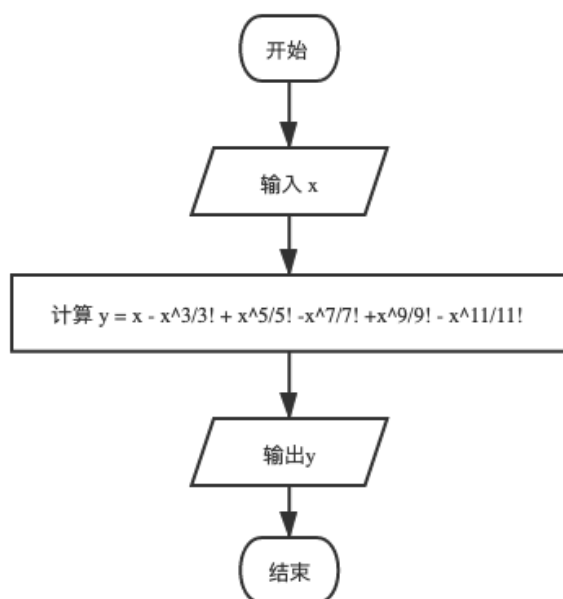 开始
输入 x
计算 y = x - x^3/3! + x^5/5! -x^7/7! +x^9/9! - x^11/11!
输出y
结束